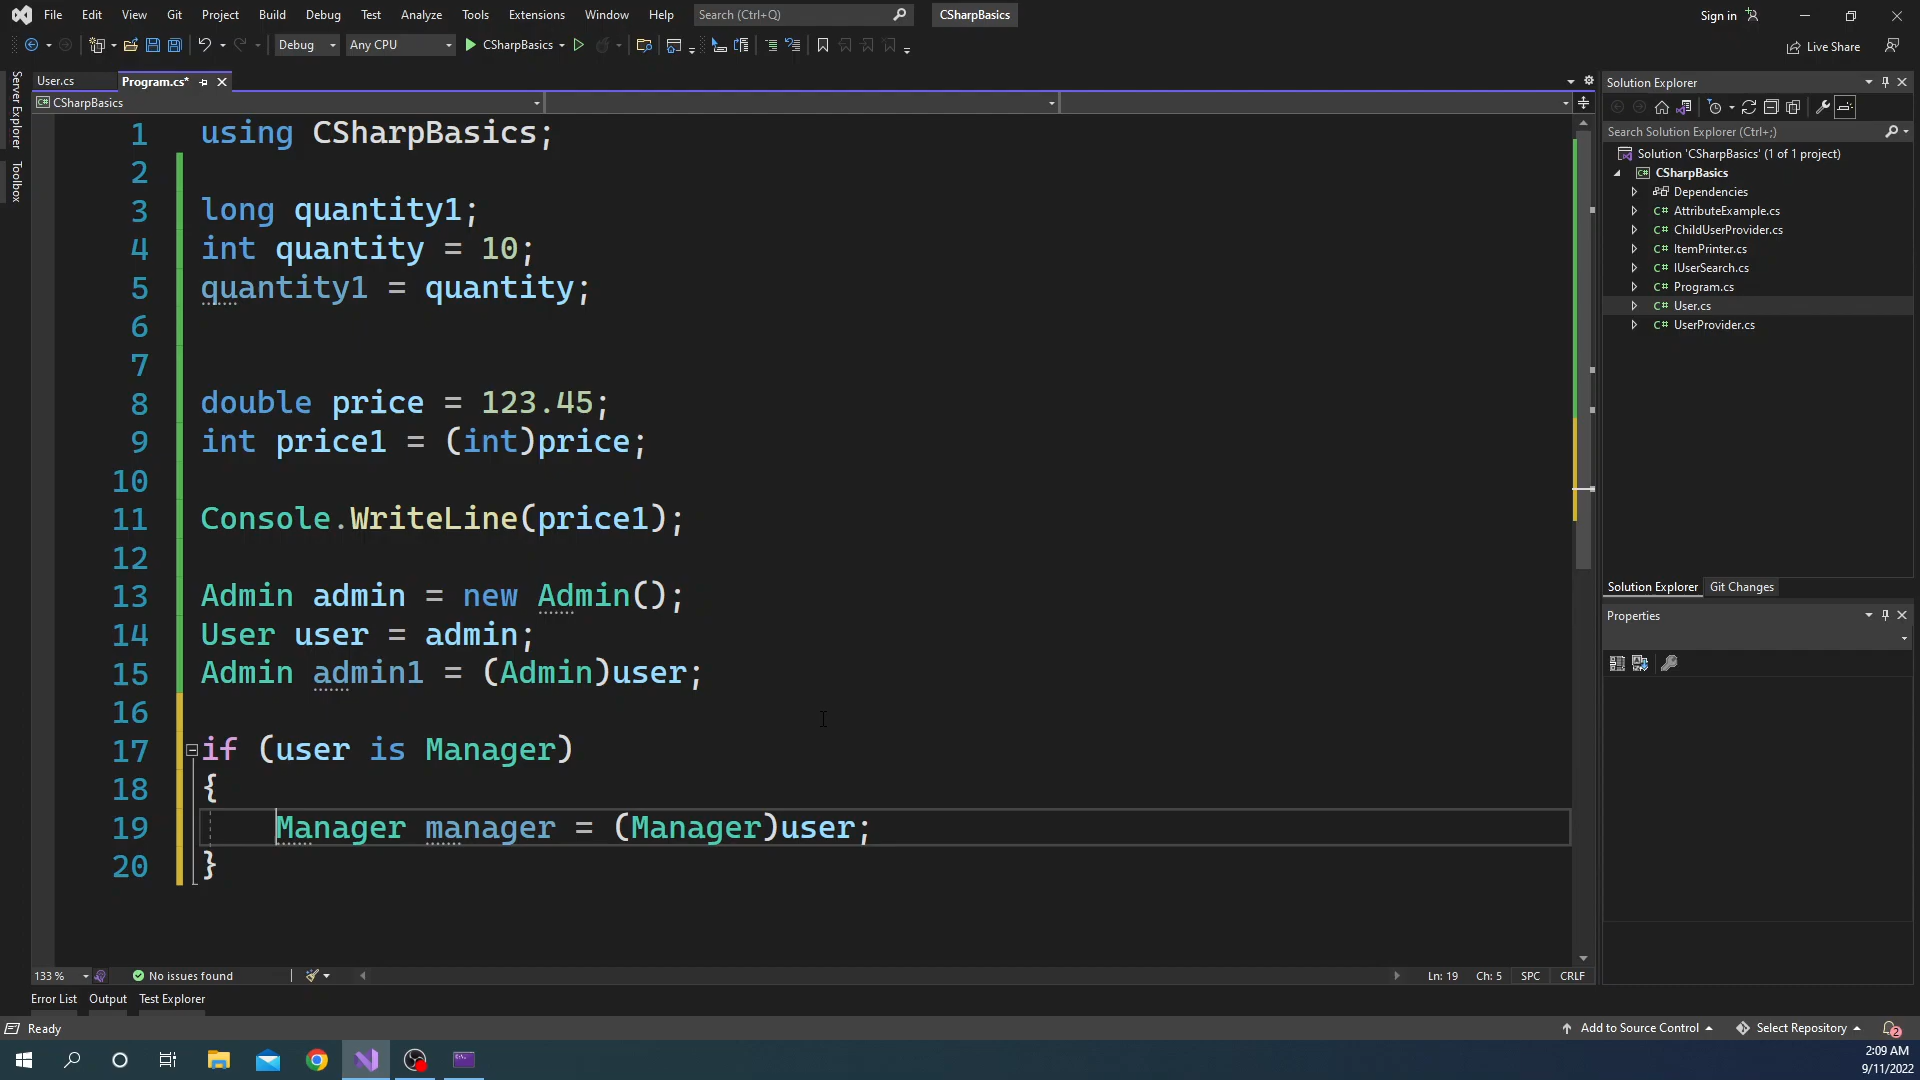 File Edit View Git Project Build Debug Test Analyze Tools Extensions Window Help Search (Ctrl+Q) CSharpBasics Sign in
Debug Any CPU CSharpBasics Live Share
Server Explorer
Toolbox
User.cs Program.cs*
CSharpBasics
1 using CSharpBasics;
2
3 long quantity1;
4 int quantity = 10;
5 quantity1 = quantity;
6
7
8 double price = 123.45;
9 int price1 = (int)price;
10
11 Console.WriteLine(price1);
12
13 Admin admin = new Admin();
14 User user = admin;
15 Admin admin1 = (Admin)user;
16
17 if (user is Manager)
18 {
19 Manager manager = (Manager)user;
20 }
133 % No issues found Ln: 19 Ch: 5 SPC CRLF
Error List Output Test Explorer
Solution Explorer
Search Solution Explorer (Ctrl+;)
Solution 'CSharpBasics' (1 of 1 project)
C# CSharpBasics
Dependencies
C# AttributeExample.cs
C# ChildUserProvider.cs
C# ItemPrinter.cs
C# IUserSearch.cs
C# Program.cs
C# User.cs
C# UserProvider.cs
Solution Explorer Git Changes
Properties
Ready Add to Source Control Select Repository 2
2:09 AM
9/11/2022